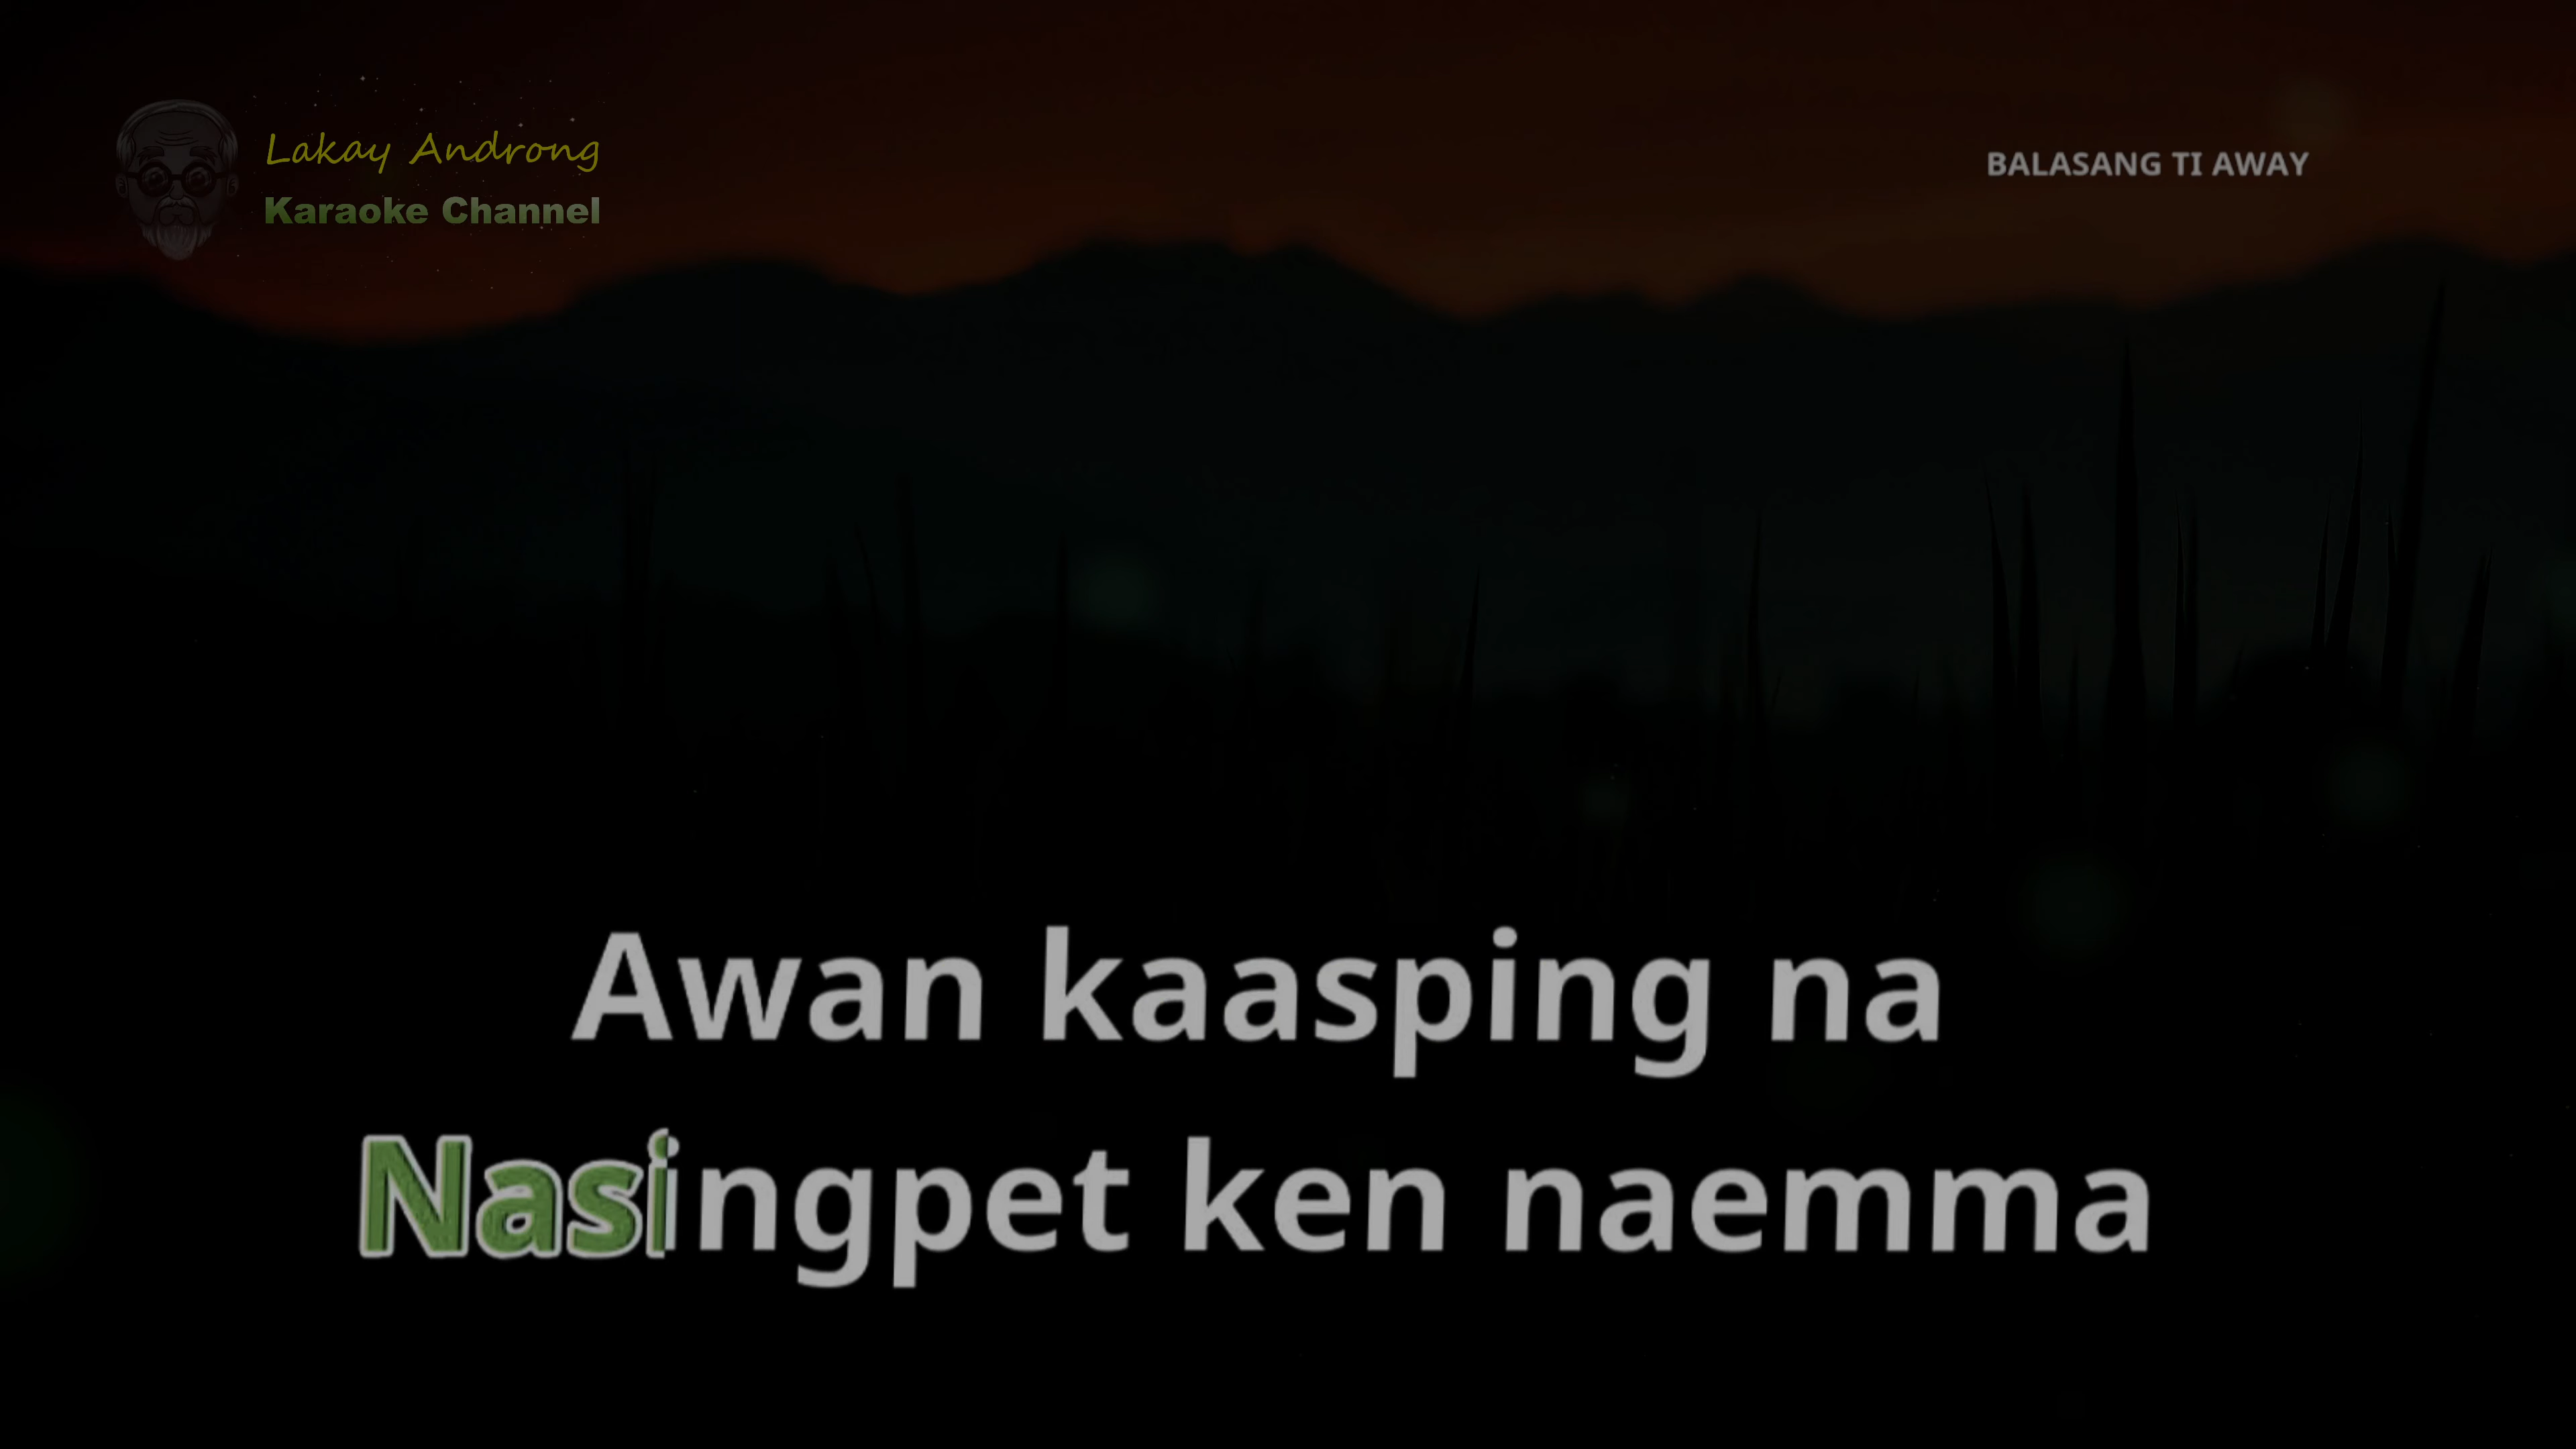 Lakay Androng
Karaoke Channel
BALASANG TI AWAY
Awan kaasping na
Nasingpet ken naemma